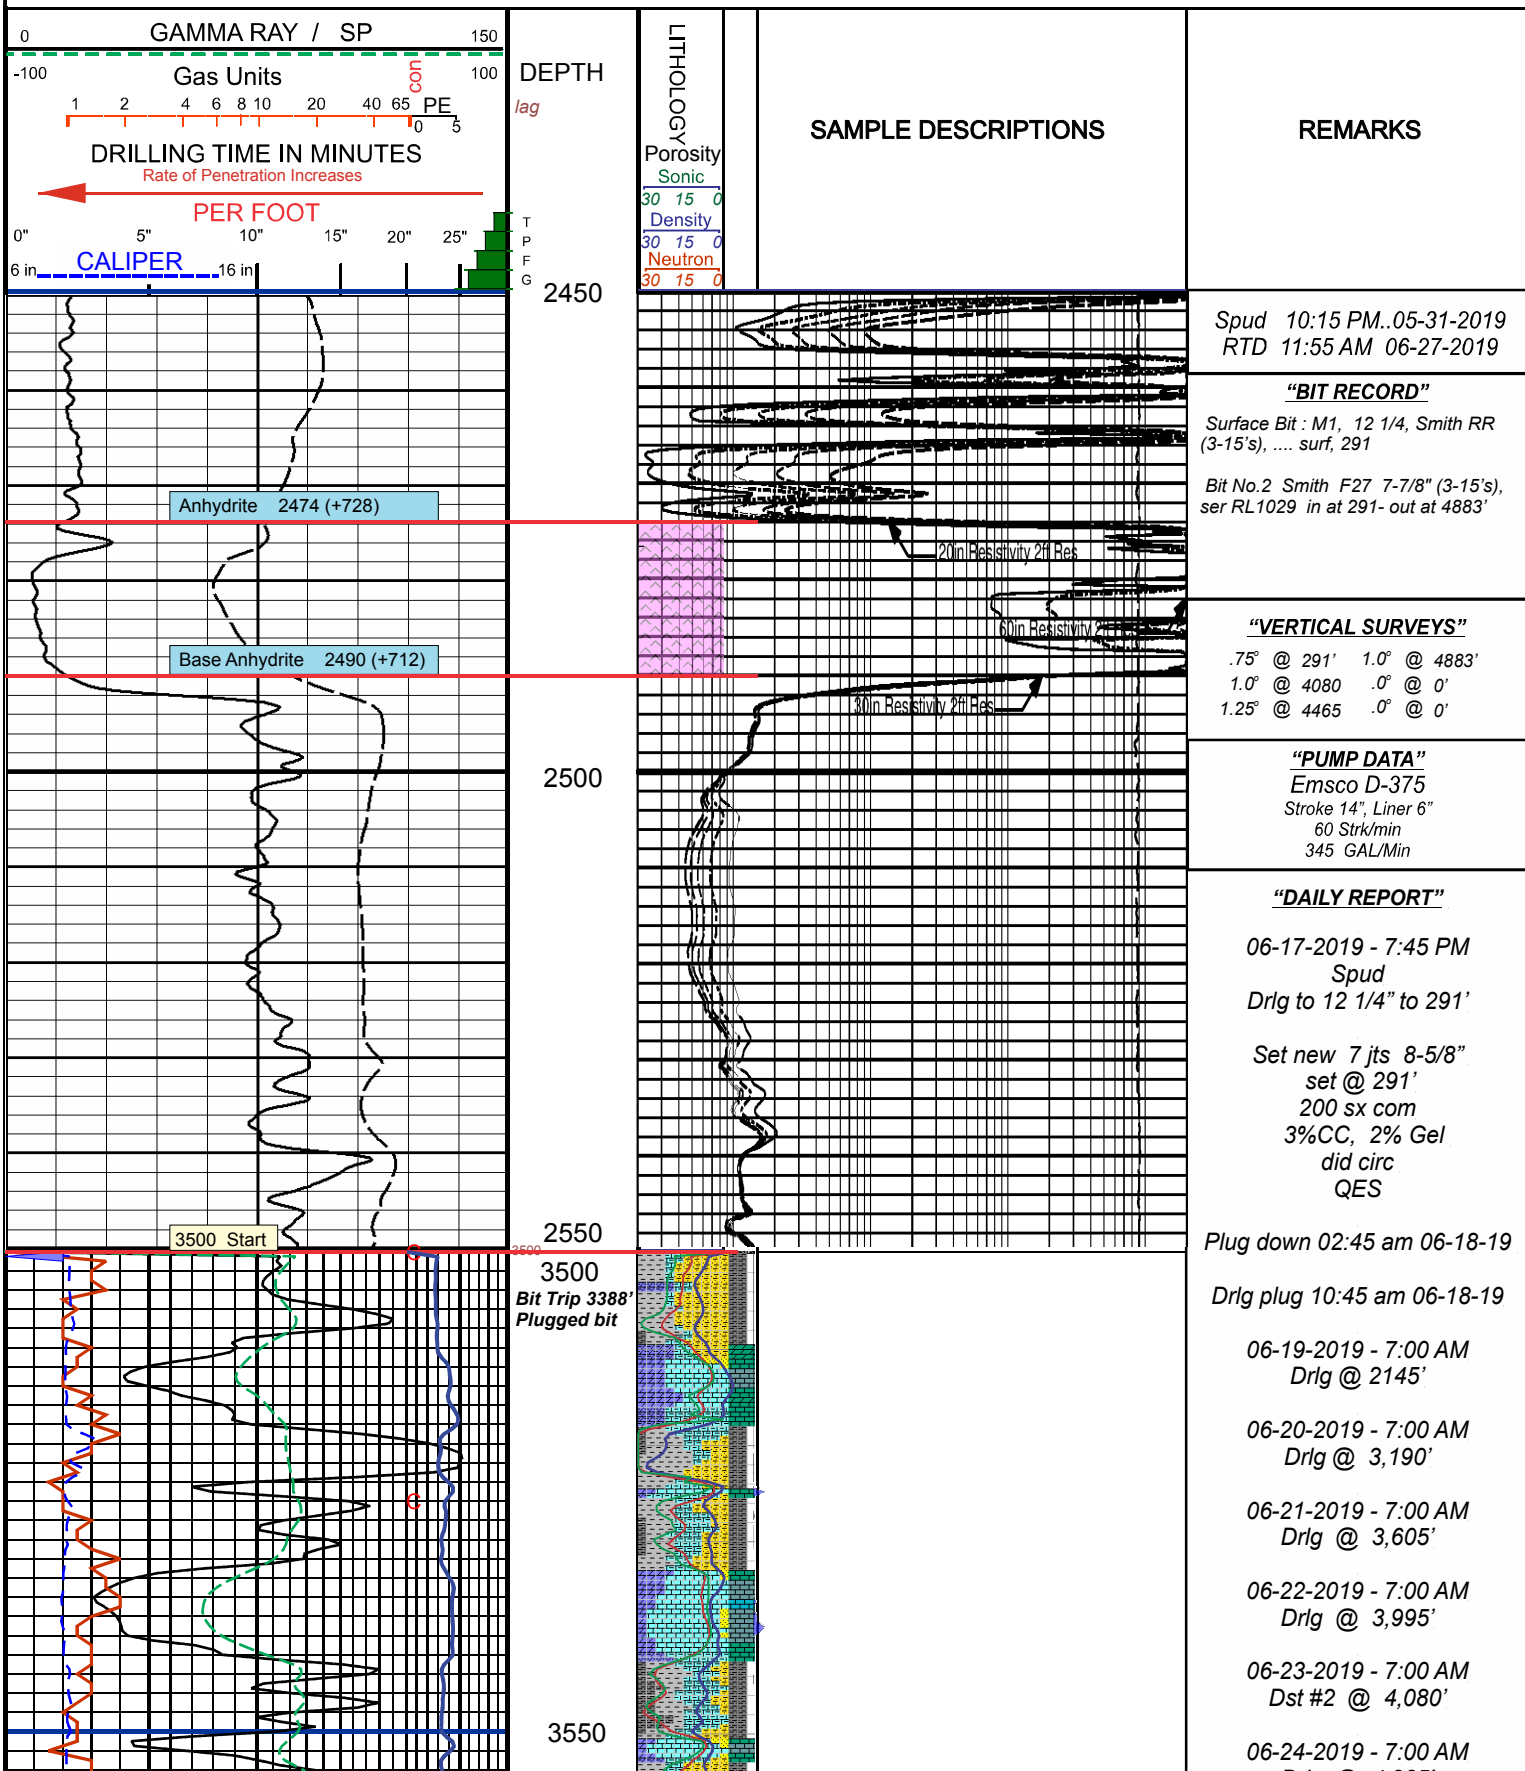 0 GAMMA RAY / SP 150
-100 Gas Units con 100
1 2 4 6 8 10 20 40 65 PE
0 5
DRILLING TIME IN MINUTES
Rate of Penetration Increases
PER FOOT
0" 5" 10" 15" 20" 25"
6 in CALIPER 16 in
T
P
F
G
DEPTH
lag
LITHOLOGY
Porosity
Sonic
30 15 0
Density
30 15 0
Neutron
30 15 0
SAMPLE DESCRIPTIONS
REMARKS
2450
Anhydrite 2474 (+728)
20in Resistivity 2ft Res
60in Resistivity
Base Anhydrite 2490 (+712)
30in Resistivity 2ft Res
2500
2550
3500 Start
3500
3500
Bit Trip 3388'
Plugged bit
C
C
3550
Spud 10:15 PM..05-31-2019
RTD 11:55 AM 06-27-2019
“BIT RECORD”
Surface Bit : M1, 12 1/4, Smith RR
(3-15's), .... surf, 291
Bit No.2 Smith F27 7-7/8" (3-15's),
ser RL1029 in at 291- out at 4883'
“VERTICAL SURVEYS”
.75° @ 291' 1.0° @ 4883'
1.0° @ 4080 .0° @ 0'
1.25° @ 4465 .0° @ 0'
“PUMP DATA”
Emsco D-375
Stroke 14”, Liner 6”
60 Strk/min
345 GAL/Min
“DAILY REPORT”
06-17-2019 - 7:45 PM
Spud
Drlg to 12 1/4” to 291'
Set new 7 jts 8-5/8”
set @ 291'
200 sx com
3%CC, 2% Gel
did circ
QES
Plug down 02:45 am 06-18-19
Drlg plug 10:45 am 06-18-19
06-19-2019 - 7:00 AM
Drlg @ 2145'
06-20-2019 - 7:00 AM
Drlg @ 3,190'
06-21-2019 - 7:00 AM
Drlg @ 3,605'
06-22-2019 - 7:00 AM
Drlg @ 3,995'
06-23-2019 - 7:00 AM
Dst #2 @ 4,080'
06-24-2019 - 7:00 AM